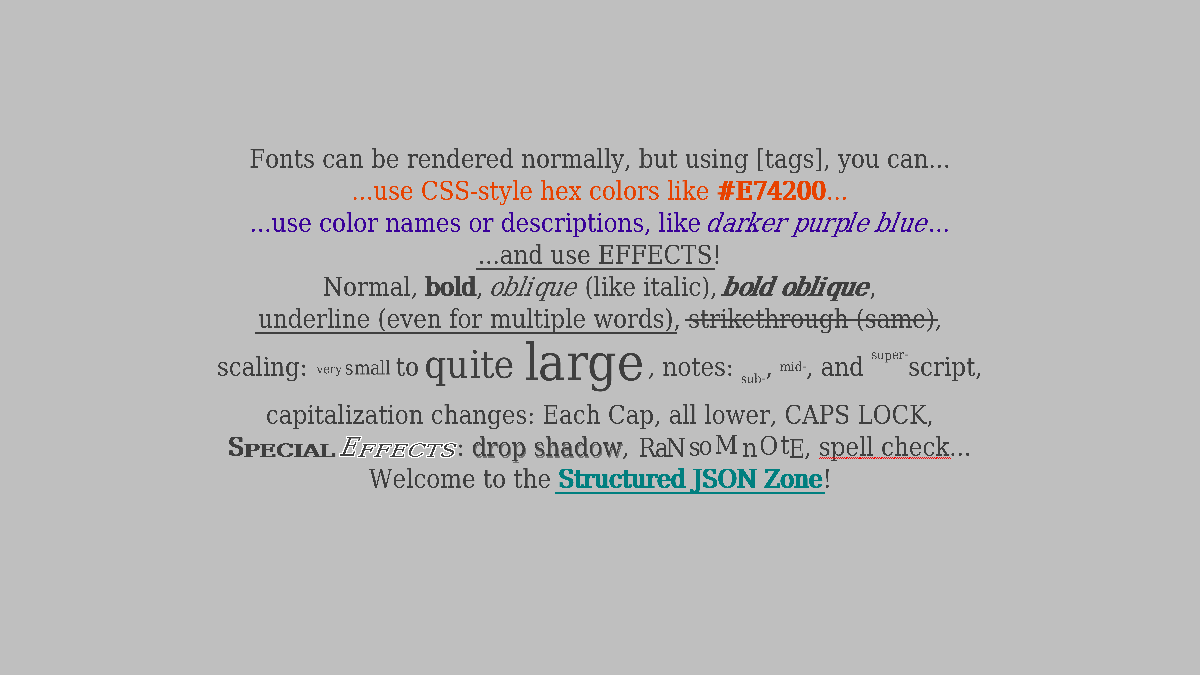 Fonts can be rendered normally, but using [tags], you can...
...use CSS-style hex colors like #E74200...
...use color names or descriptions, like darker purple blue...
...and use EFFECTS!
Normal, bold, oblique (like italic), bold oblique,
underline (even for multiple words), strikethrough (same),
scaling: very small to quite large, notes: sub-, mid-, and super-script,
capitalization changes: Each Cap, all lower, CAPS LOCK,
SPECIAL EFFECTS: drop shadow, RaNsoMnOtE, spell check...
Welcome to the Structured JSON Zone!